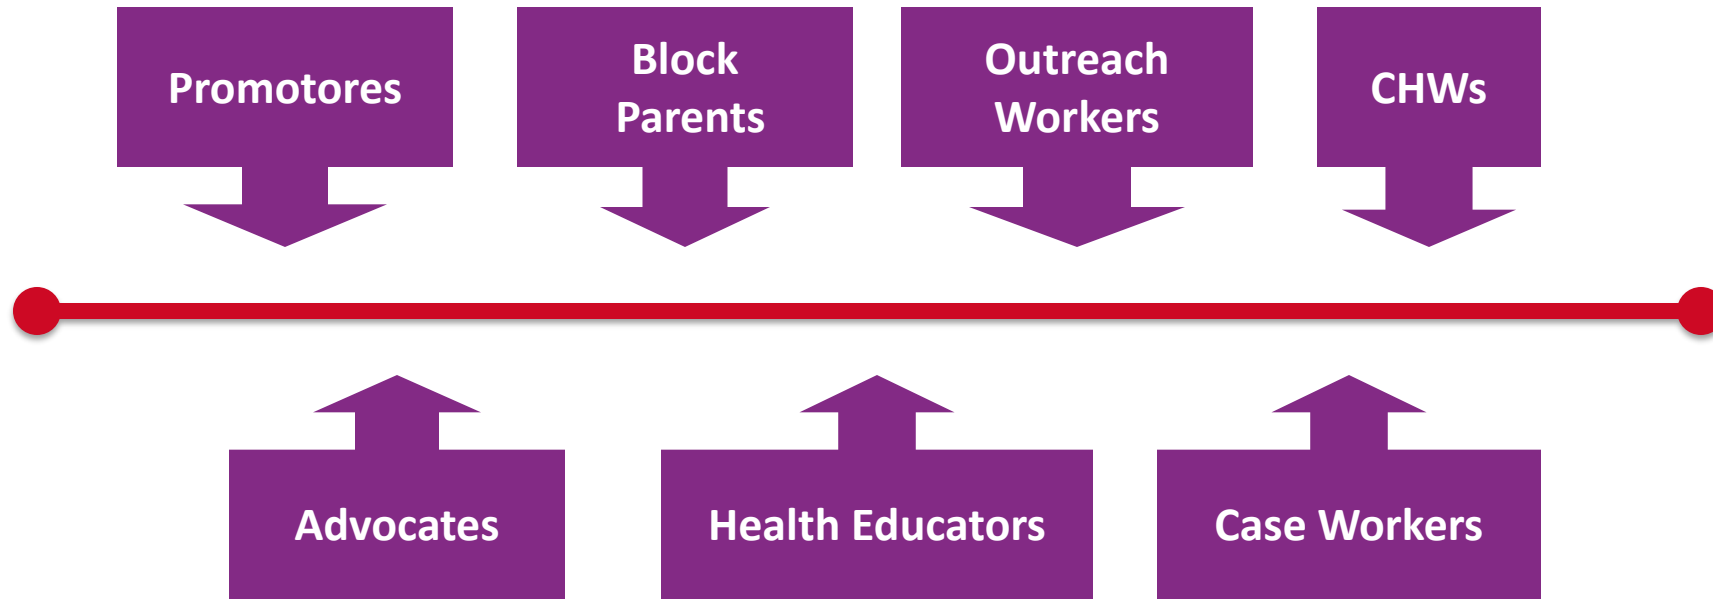 Promotores
Block
Parents
Outreach
Workers
CHWs
Advocates
Health Educators
Case Workers